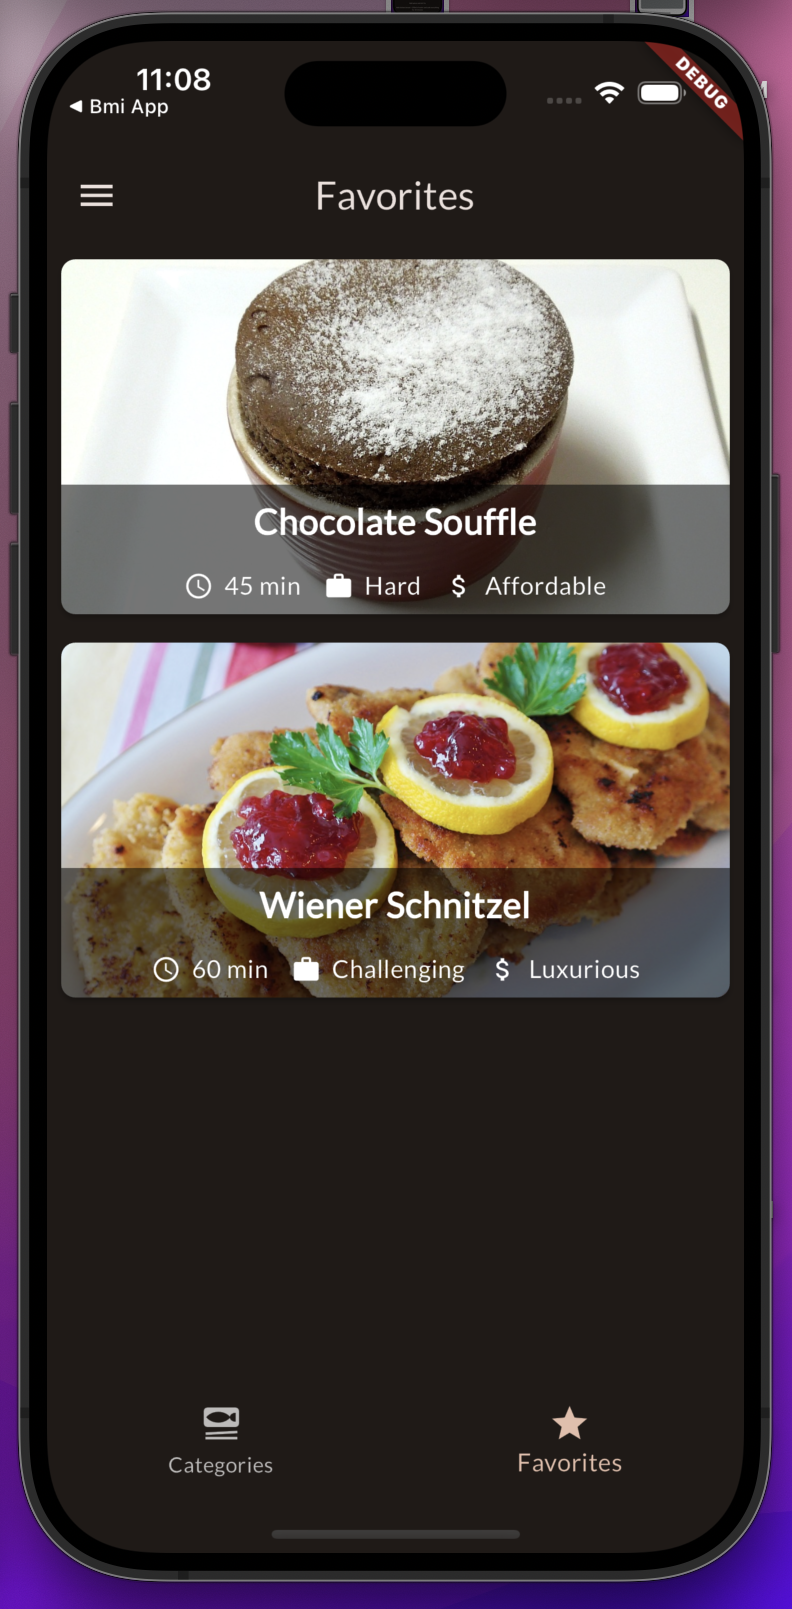 11:08
◀ Bmi App
DEBUG
Favorites
Chocolate Souffle
45 min Hard $ Affordable
Wiener Schnitzel
60 min Challenging $ Luxurious
Categories Favorites